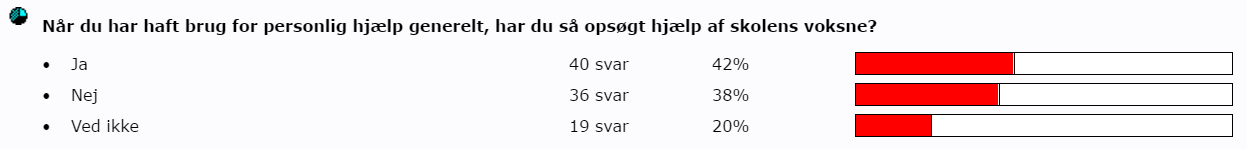 Når du har haft brug for personlig hjælp generelt, har du så opsøgt hjælp af skolens voksne?
• Ja 40 svar 42%
• Nej 36 svar 38%
• Ved ikke 19 svar 20%